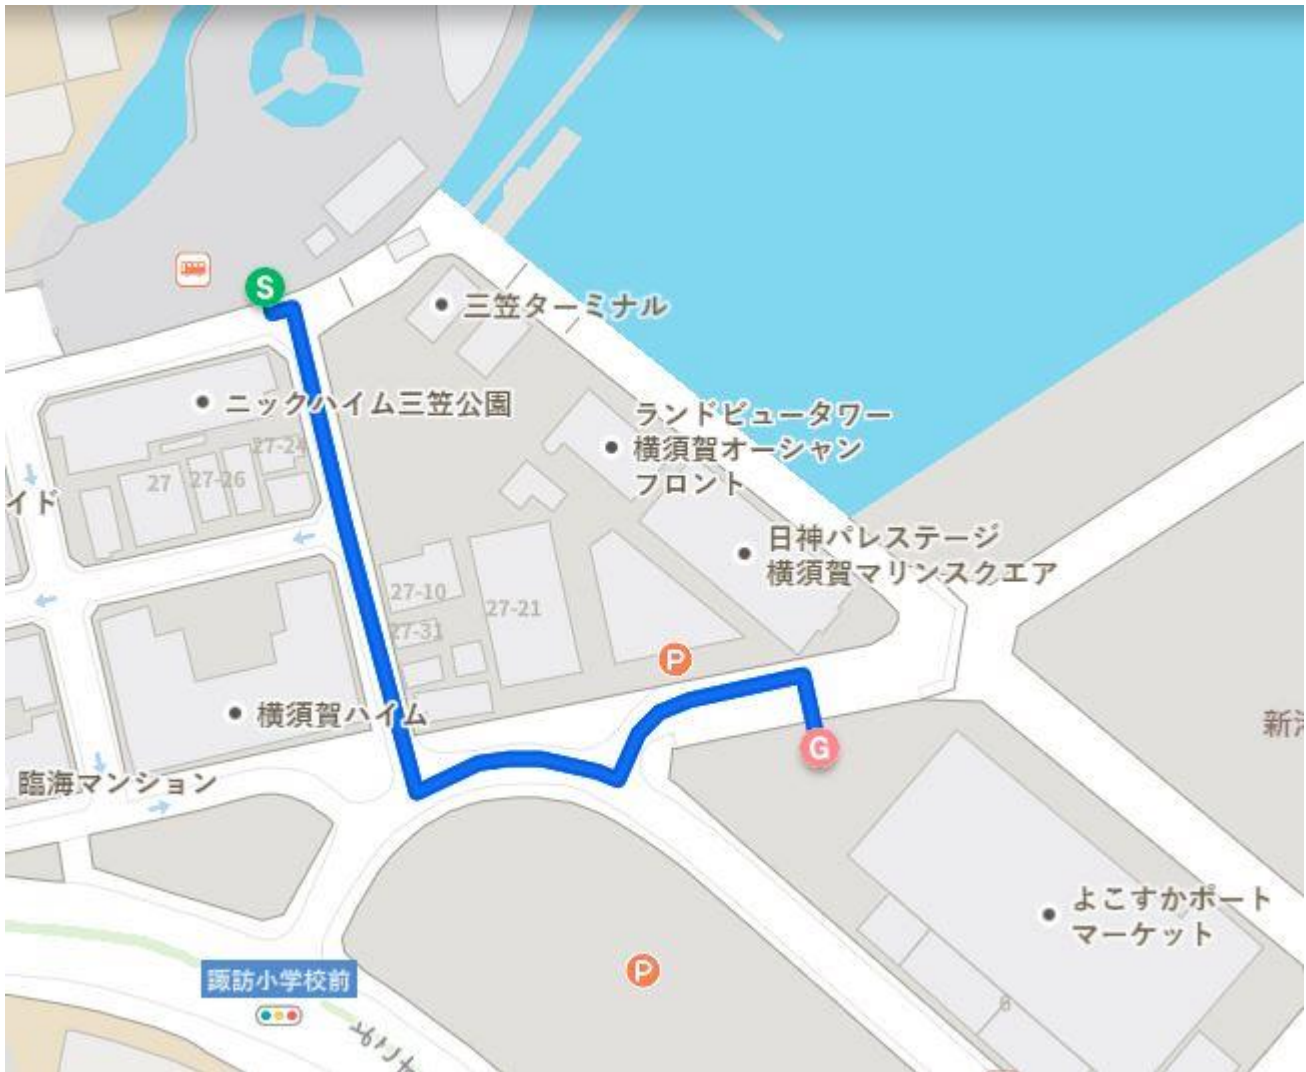 S
三笠ターミナル
ニックハイム三笠公園
ランドビュータワー
横須賀オーシャン
フロント
27-24
27
27-26
イド
日神パレステージ
横須賀マリンスクエア
27-10
27-21
27-31
P
横須賀ハイム
新港
G
臨海マンション
よこすかポート
マーケット
諏訪小学校前
P
6